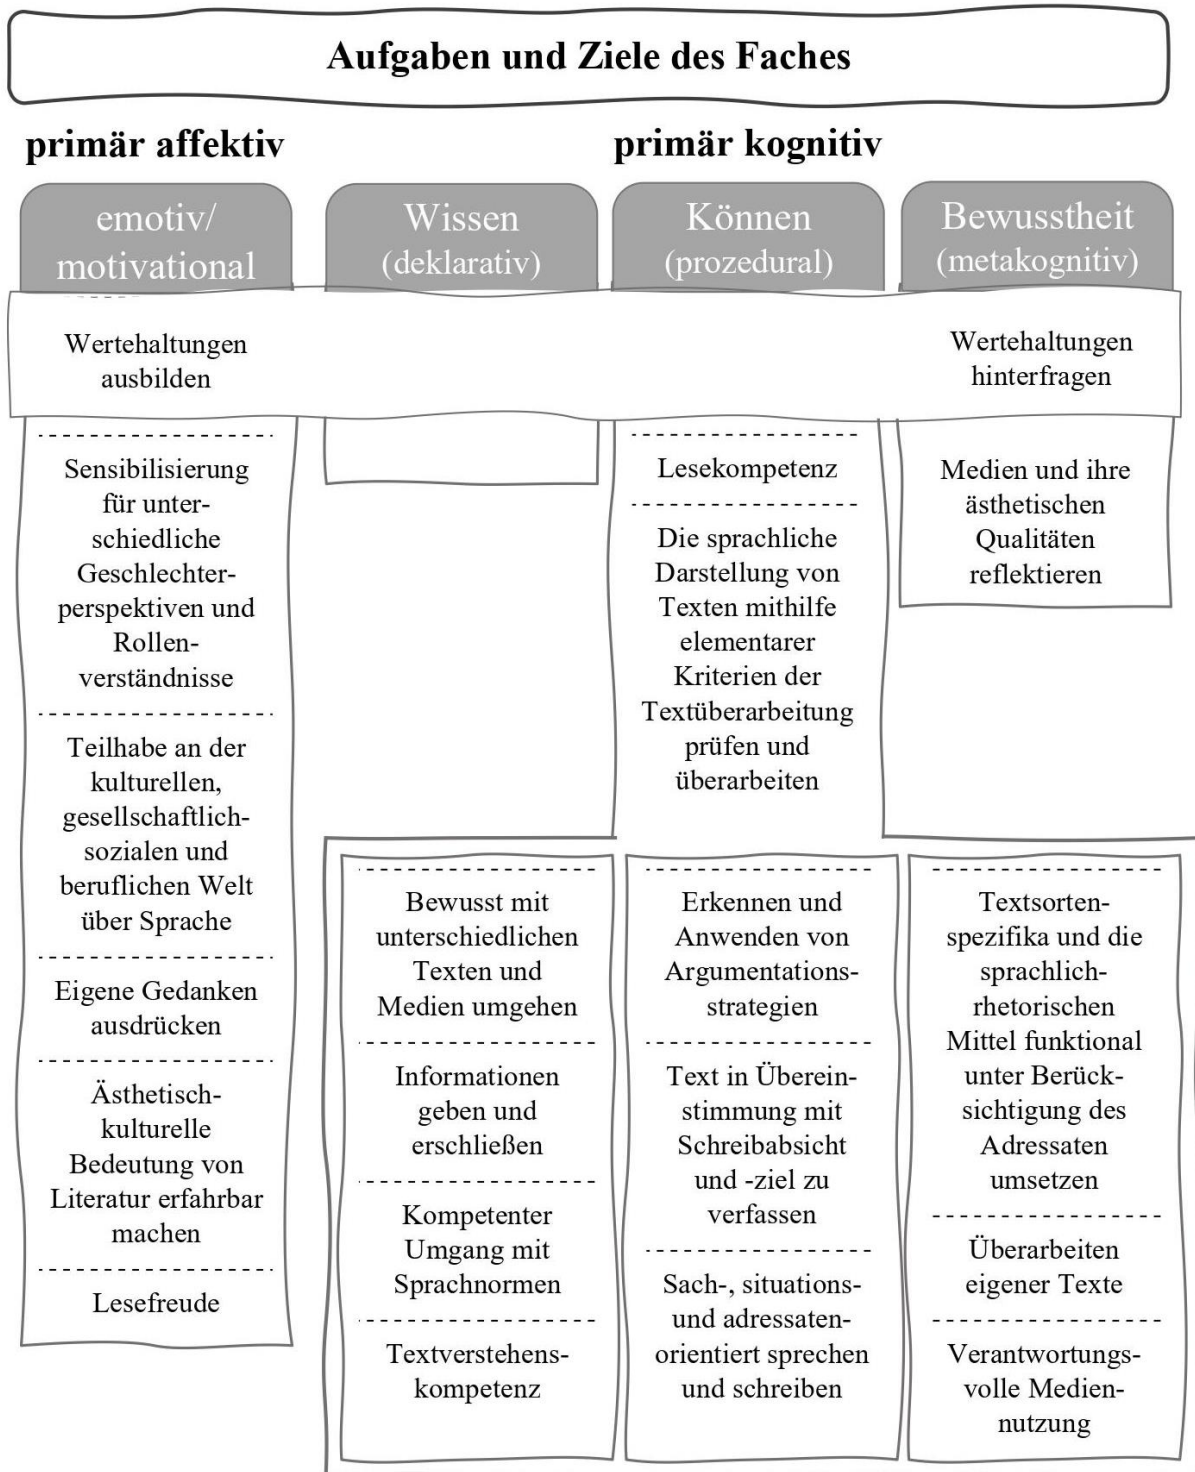 Aufgaben und Ziele des Faches
primär affektiv
primär kognitiv
emotiv/
motivational
Wissen
(deklarativ)
Können
(prozedural)
Bewusstheit
(metakognitiv)
Wertehaltungen
ausbilden
Wertehaltungen
hinterfragen
Sensibilisierung
für unter-
schiedliche
Geschlechter-
perspektiven und
Rollen-
verständnisse
Teilhabe an der
kulturellen,
gesellschaftlich-
sozialen und
beruflichen Welt
über Sprache
Eigene Gedanken
ausdrücken
Ästhetisch-
kulturelle
Bedeutung von
Literatur erfahrbar
machen
Lesefreude
Lesekompetenz
Die sprachliche
Darstellung von
Texten mithilfe
elementarer
Kriterien der
Textüberarbeitung
prüfen und
überarbeiten
Medien und ihre
ästhetischen
Qualitäten
reflektieren
Bewusst mit
unterschiedlichen
Texten und
Medien umgehen
Informationen
geben und
erschließen
Kompetenter
Umgang mit
Sprachnormen
Textverstehens-
kompetenz
Erkennen und
Anwenden von
Argumentations-
strategien
Text in Überein-
stimmung mit
Schreibabsicht
und -ziel zu
verfassen
Sach-, situations-
und adressaten-
orientiert sprechen
und schreiben
Textsorten-
spezifika und die
sprachlich-
rhetorischen
Mittel funktional
unter Berück-
sichtigung des
Adressaten
umsetzen
Überarbeiten
eigener Texte
Verantwortungs-
volle Medien-
nutzung